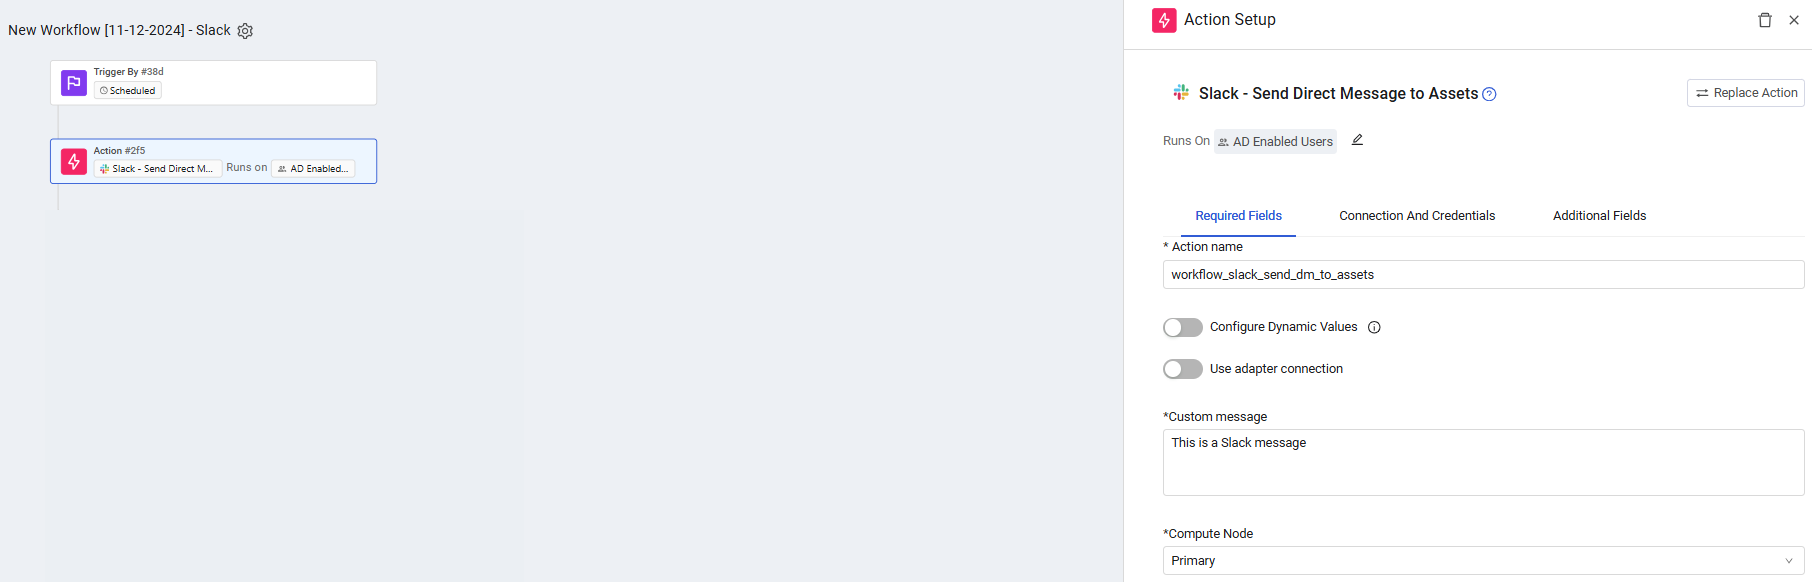 New Workflow [11-12-2024] - Slack
Trigger By #38d
Scheduled
Action #2f5
Slack - Send Direct M... Runs on AD Enabled...
Action Setup
Slack - Send Direct Message to Assets
Replace Action
Runs On AD Enabled Users
Required Fields Connection And Credentials Additional Fields
* Action name
workflow_slack_send_dm_to_assets
Configure Dynamic Values
Use adapter connection
*Custom message
This is a Slack message
*Compute Node
Primary